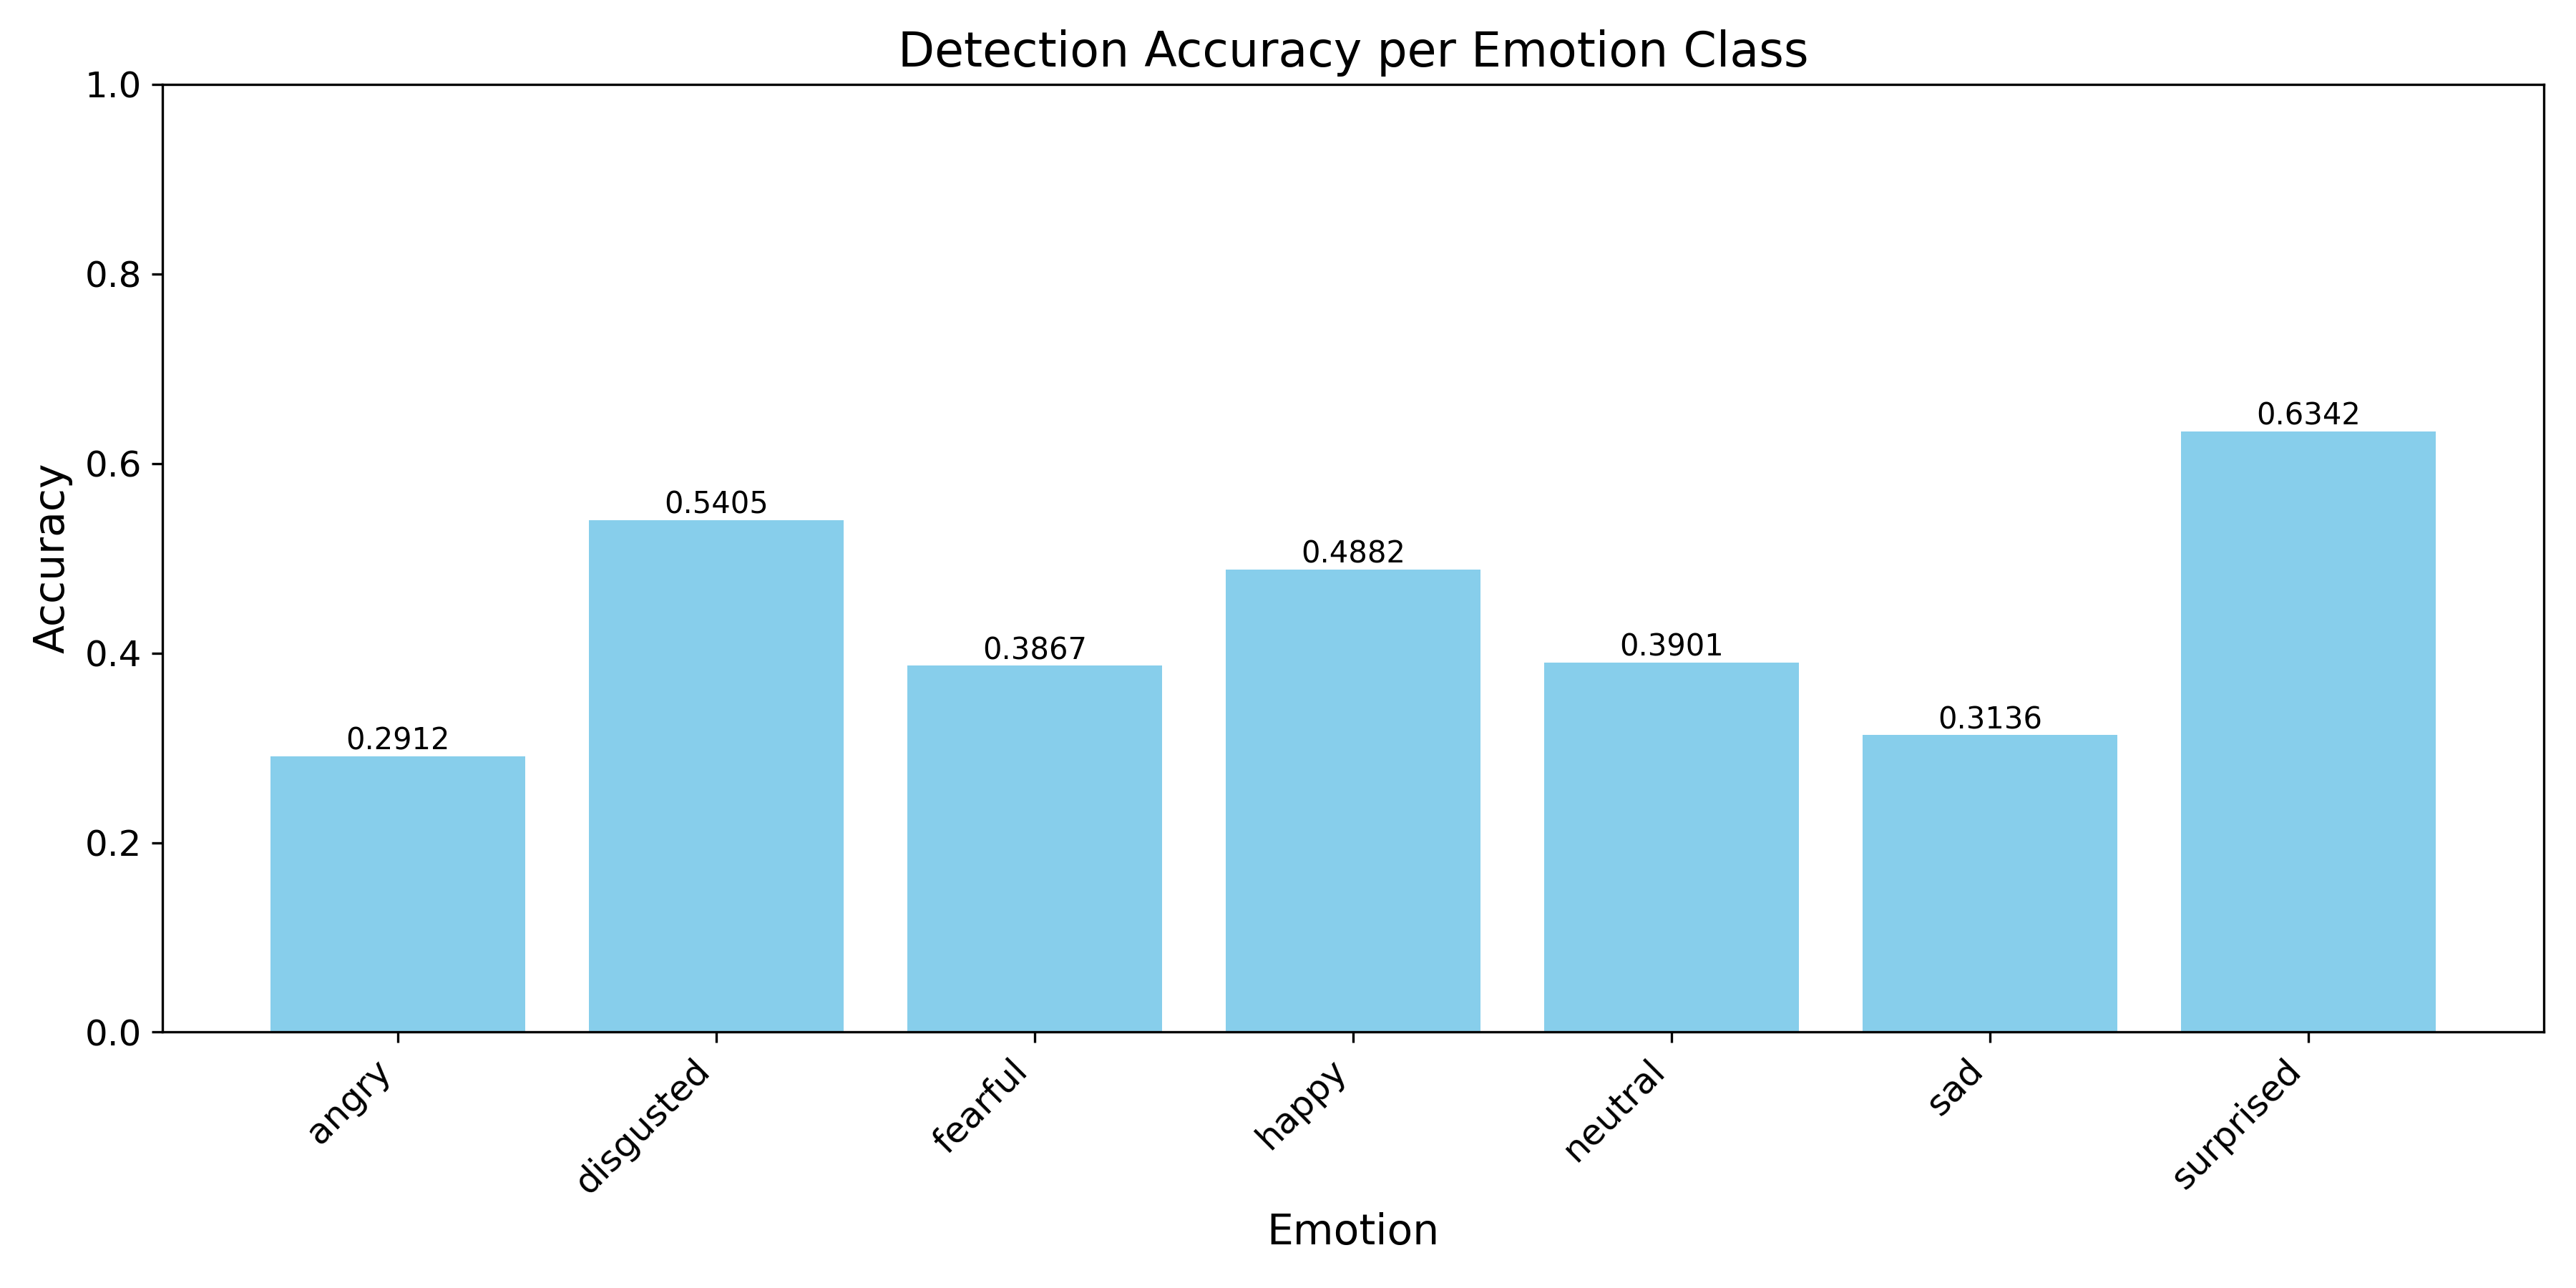 Detection Accuracy per Emotion Class
1.0
0.8
0.6
0.4
0.2
0.0
Accuracy
0.2912
0.5405
0.3867
0.4882
0.3901
0.3136
0.6342
angry
disgusted
fearful
happy
neutral
sad
surprised
Emotion